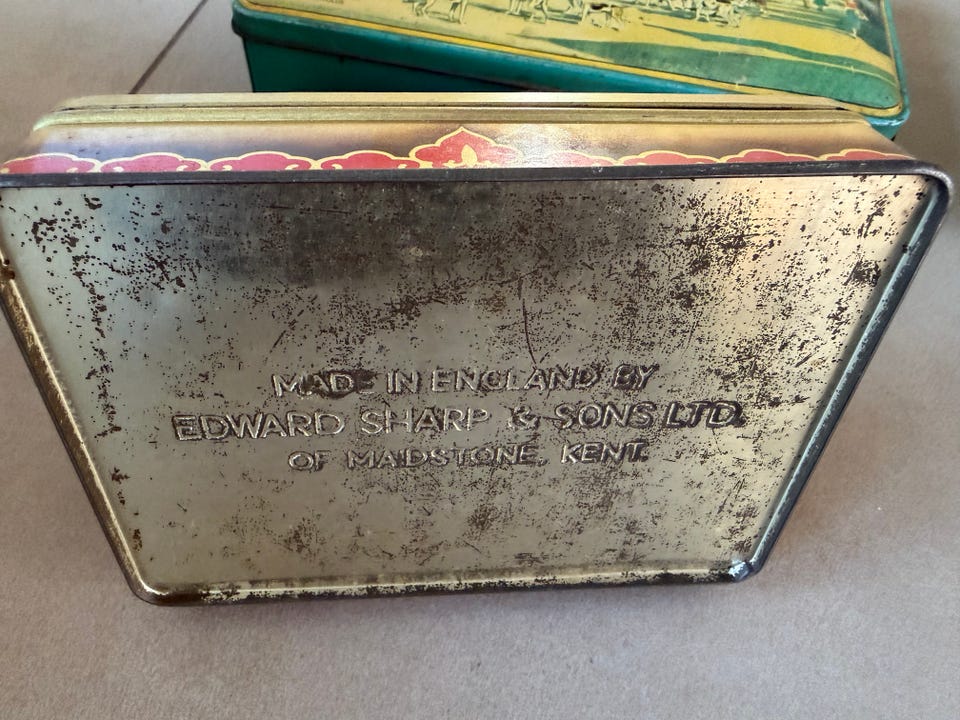 MADE IN ENGLAND BY
EDWARD SHARP & SONS LTD.
OF MAIDSTONE, KENT.